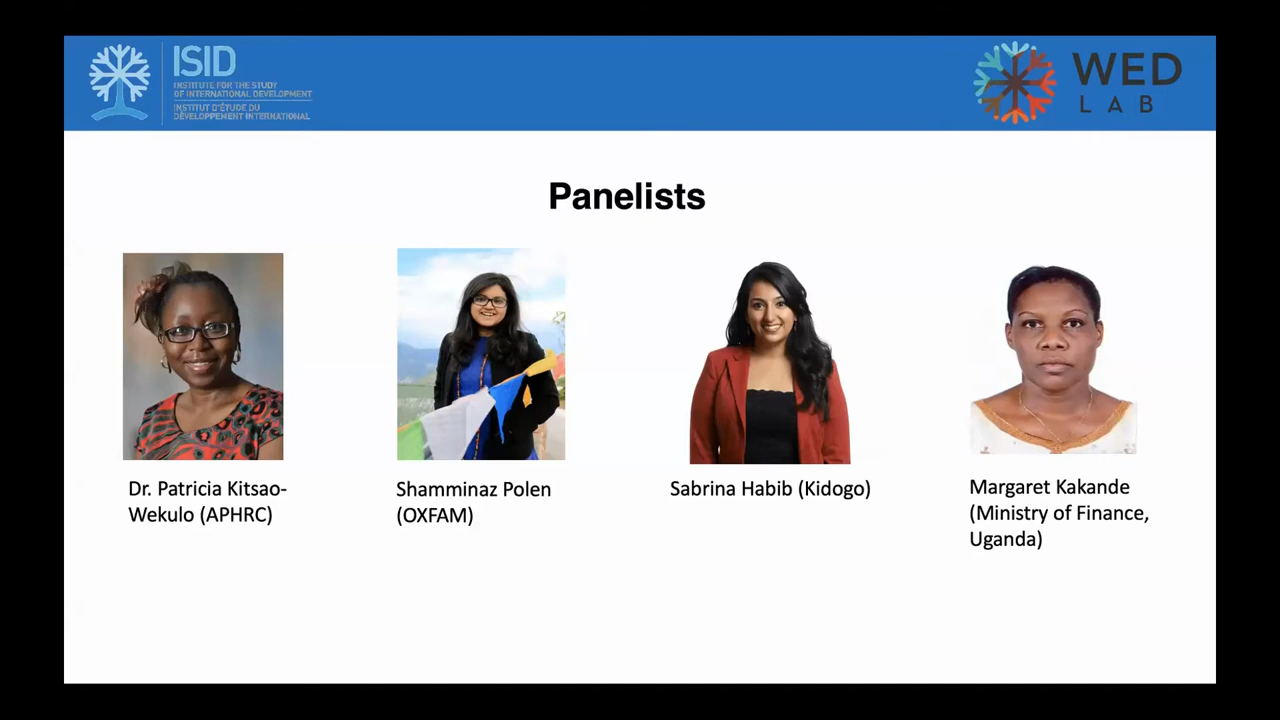 ISID
INSTITUTE FOR THE STUDY
OF INTERNATIONAL DEVELOPMENT
INSTITUT D'ÉTUDE DU
DÉVELOPPEMENT INTERNATIONAL
WED
LAB
Panelists
Dr. Patricia Kitsao-
Wekulo (APHRC)
Shamminaz Polen
(OXFAM)
Sabrina Habib (Kidogo)
Margaret Kakande
(Ministry of Finance,
Uganda)